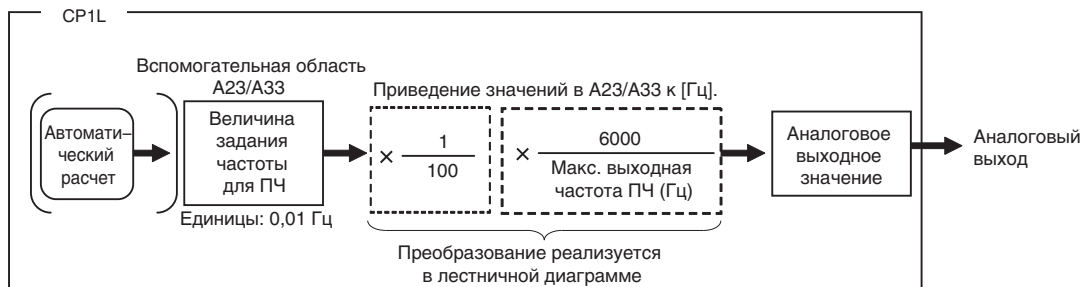 CP1L
Вспомогательная область
A23/A33
Автомати–
ческий
расчет
Величина
задания
частоты
для ПЧ
Единицы: 0,01 Гц
Приведение значений в A23/A33 к [Гц].
× 1
100
× 6000
Макс. выходная
частота ПЧ (Гц)
Преобразование реализуется
в лестничной диаграмме
Аналоговое
выходное
значение
Аналоговый
выход